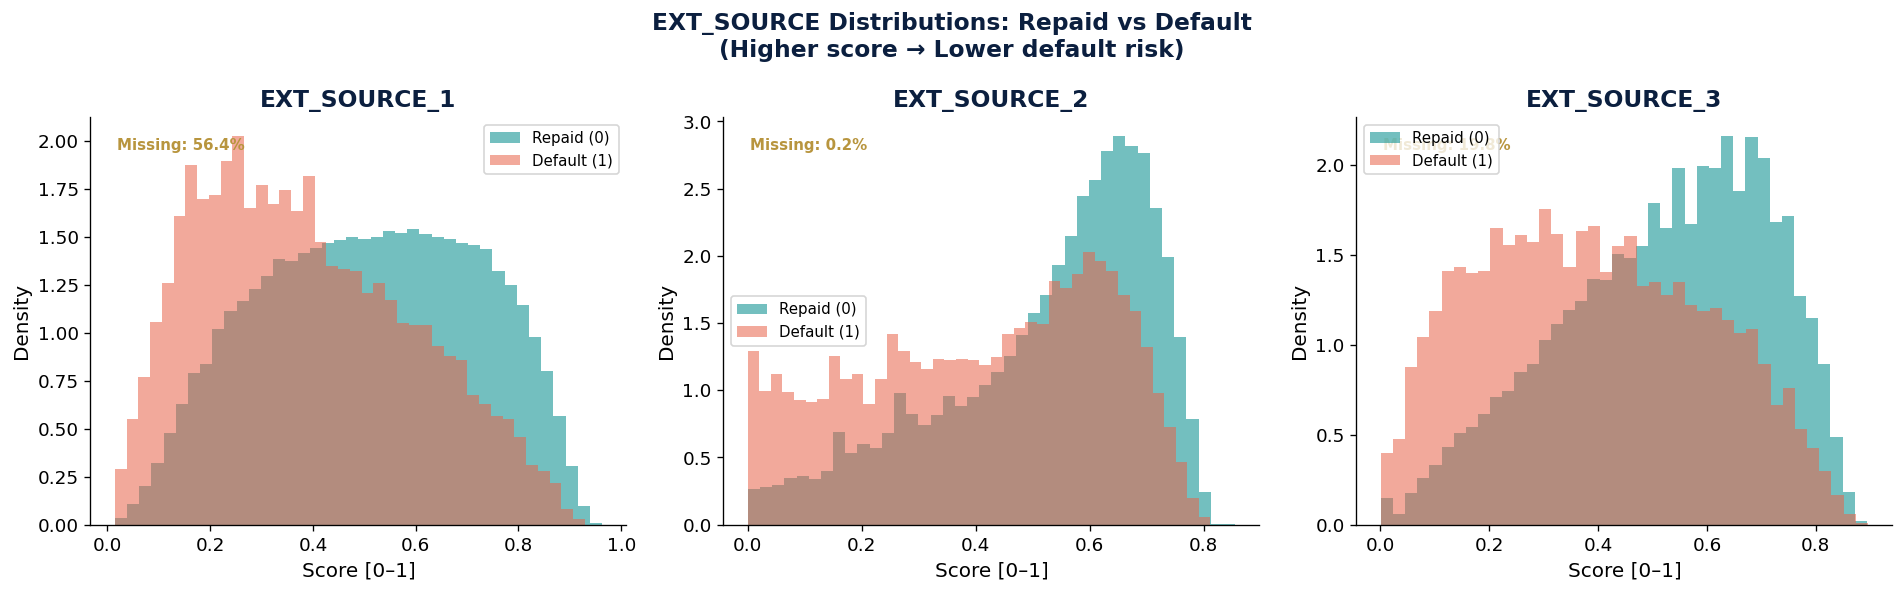 EXT_SOURCE Distributions: Repaid vs Default
(Higher score → Lower default risk)
EXT_SOURCE_1
Missing: 56.4%
Repaid (0)
Default (1)
2.00
1.75
1.50
1.25
1.00
0.75
0.50
0.25
0.00
Density
0.0 0.2 0.4 0.6 0.8 1.0
Score [0–1]
EXT_SOURCE_2
Missing: 0.2%
Repaid (0)
Default (1)
3.0
2.5
2.0
1.5
1.0
0.5
0.0
Density
0.0 0.2 0.4 0.6 0.8
Score [0–1]
EXT_SOURCE_3
Missing: 19.8%
Repaid (0)
Default (1)
2.0
1.5
1.0
0.5
0.0
Density
0.0 0.2 0.4 0.6 0.8
Score [0–1]